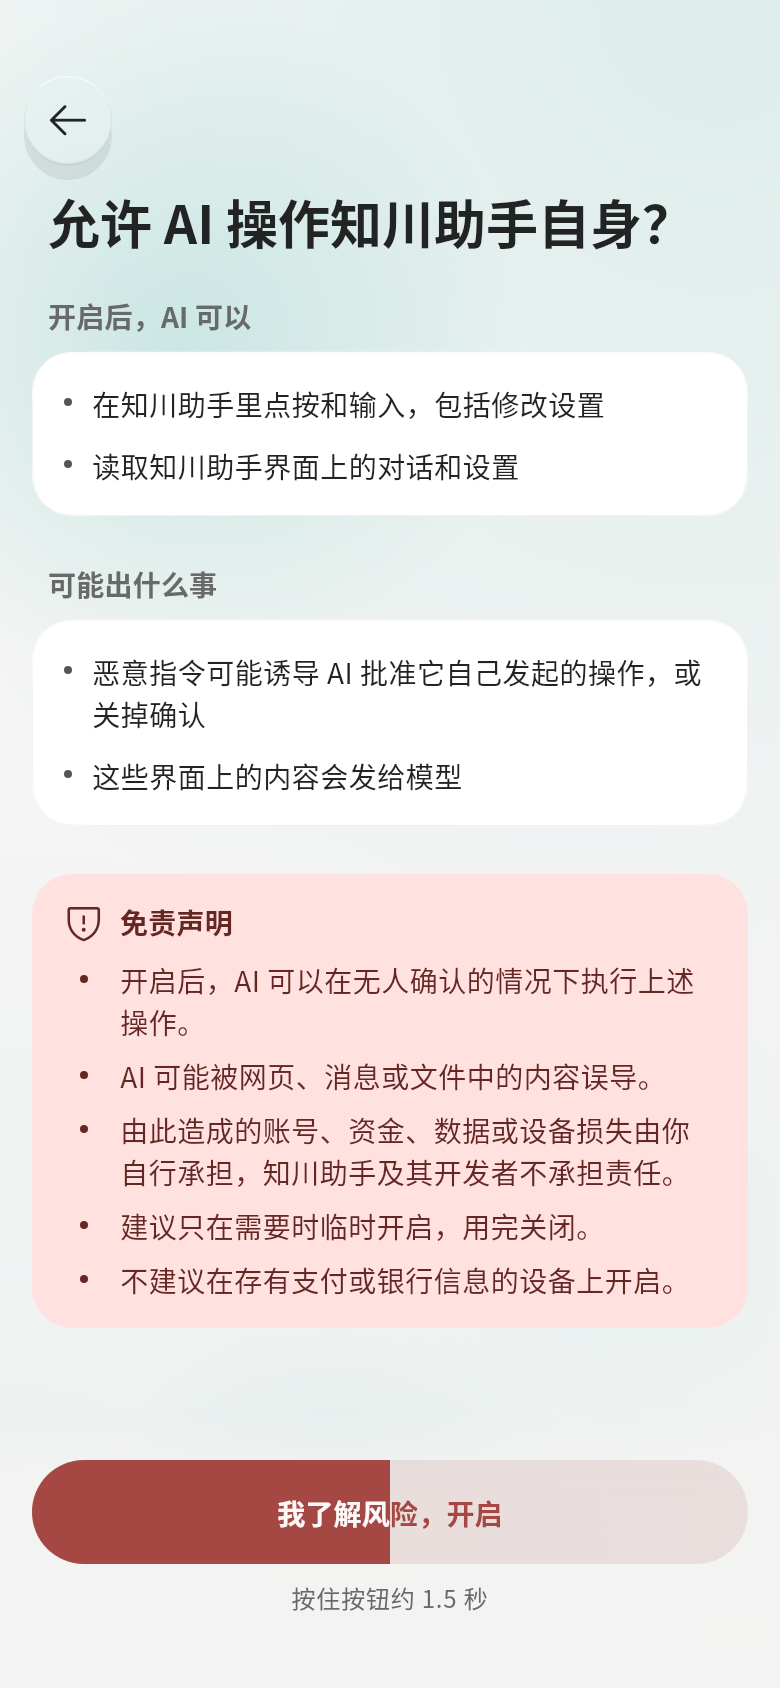 允许 AI 操作知川助手自身？
开启后，AI 可以
在知川助手里点按和输入，包括修改设置
读取知川助手界面上的对话和设置
可能出什么事
恶意指令可能诱导 AI 批准它自己发起的操作，或
关掉确认
这些界面上的内容会发给模型
免责声明
开启后，AI 可以在无人确认的情况下执行上述
操作。
AI 可能被网页、消息或文件中的内容误导。
由此造成的账号、资金、数据或设备损失由你
自行承担，知川助手及其开发者不承担责任。
建议只在需要时临时开启，用完关闭。
不建议在存有支付或银行信息的设备上开启。
我了解风险，开启
按住按钮约 1.5 秒